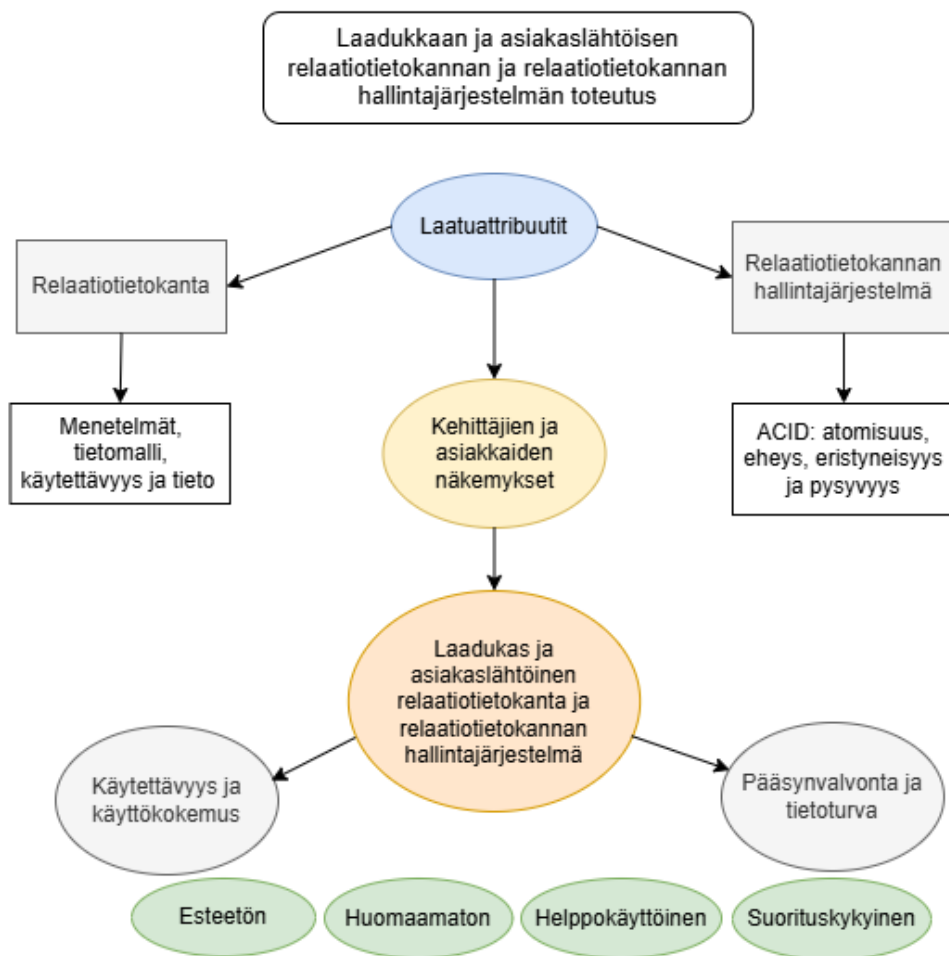 Laadukkaan ja asiakaslähtöisen
relaatiotietokannan ja relaatiotietokannan
hallintajärjestelmän toteutus
Laatuattribuutit
Relaatiotietokanta
Relaatiotietokannan
hallintajärjestelmä
Menetelmät,
tietomalli,
käytettävyys ja tieto
Kehittäjien ja
asiakkaiden
näkemykset
ACID: atomisuus,
eheys, eristyneisyys
ja pysyvyys
Laadukas ja
asiakaslähtöinen
relaatiotietokanta ja
relaatiotietokannan
hallintajärjestelmä
Käytettävyys ja
käyttökokemus
Pääsynvalvonta ja
tietoturva
Esteetön
Huomaamaton
Helppokäyttöinen
Suorituskykyinen